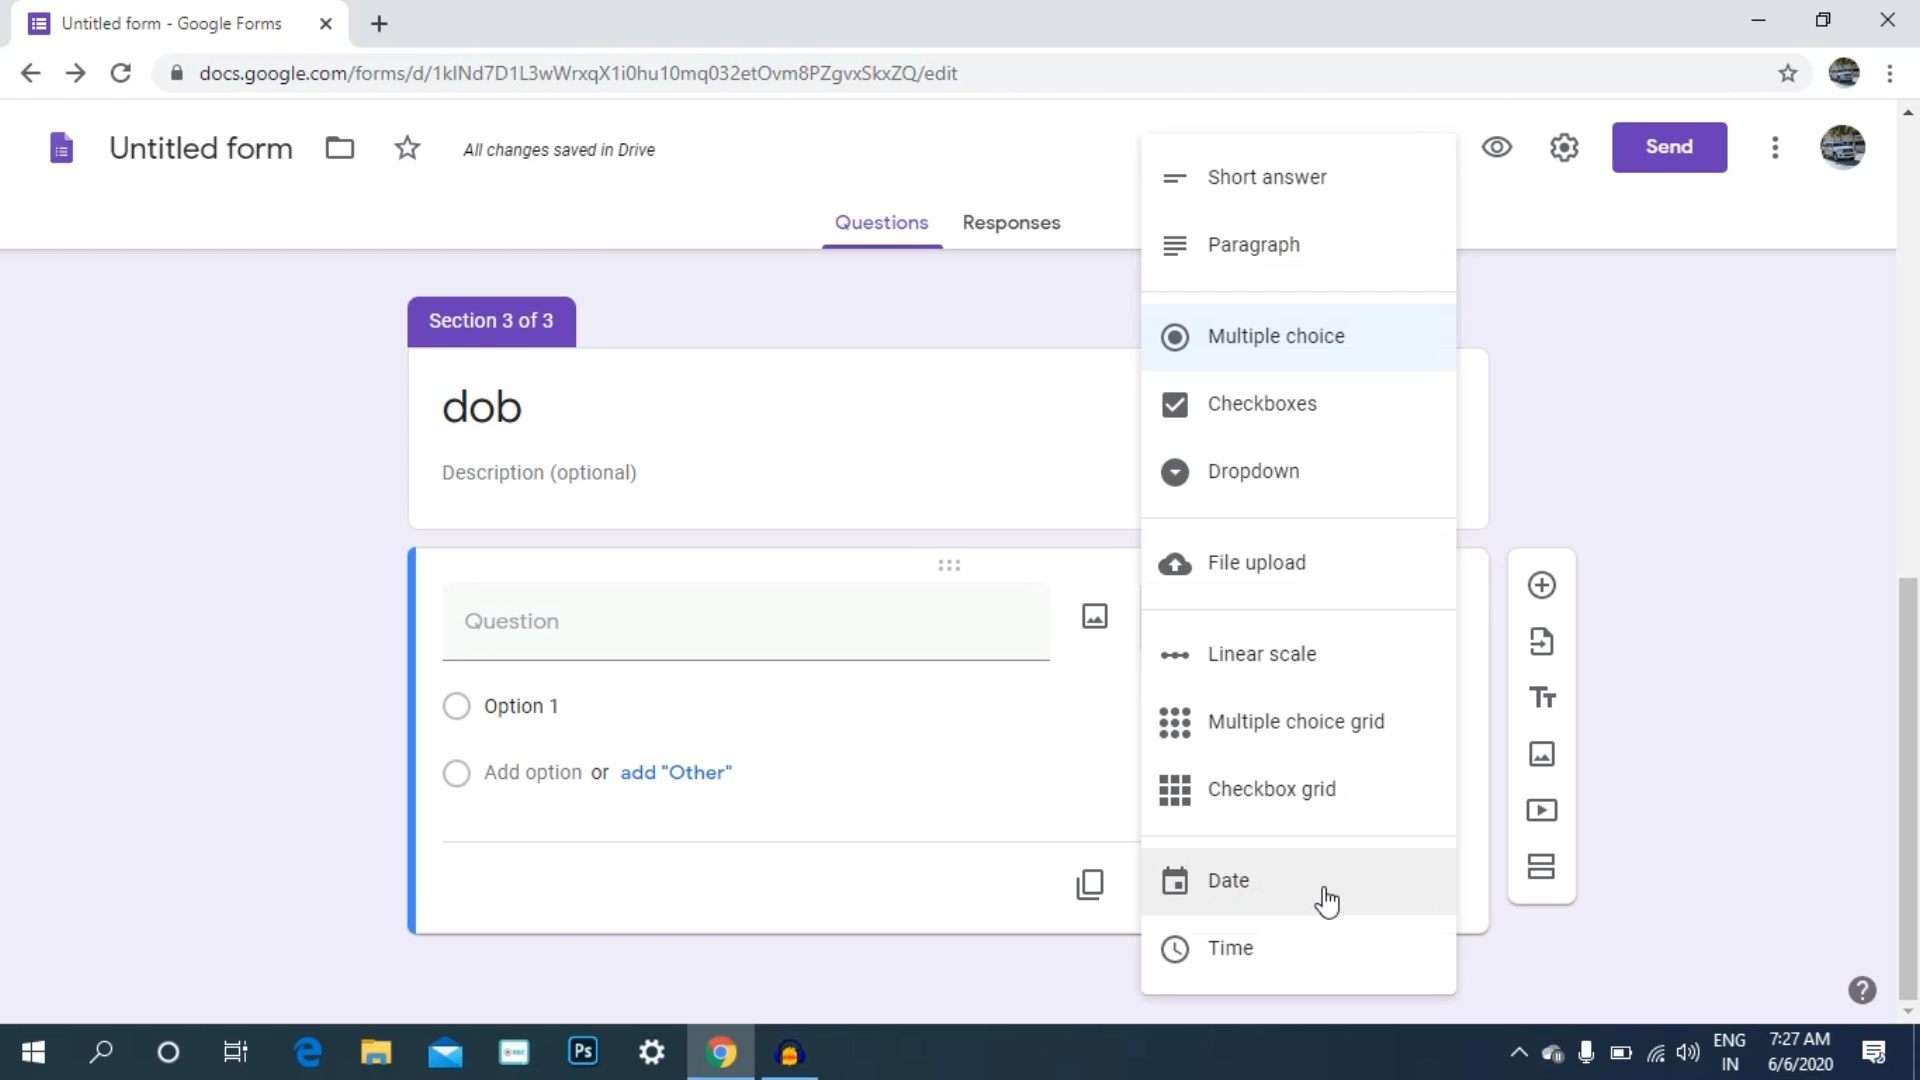 Untitled form - Google Forms
docs.google.com/forms/d/1klNd7D1L3wWrxqX1i0hu10mq032etOvm8PZgvxSkxZQ/edit
Untitled form
All changes saved in Drive
Send
Questions
Responses
Section 3 of 3
dob
Description (optional)
Question
Option 1
Add option or add "Other"
Short answer
Paragraph
Multiple choice
Checkboxes
Dropdown
File upload
Linear scale
Multiple choice grid
Checkbox grid
Date
Time
Tт
Ps
ENG
IN
7:27 AM
6/6/2020